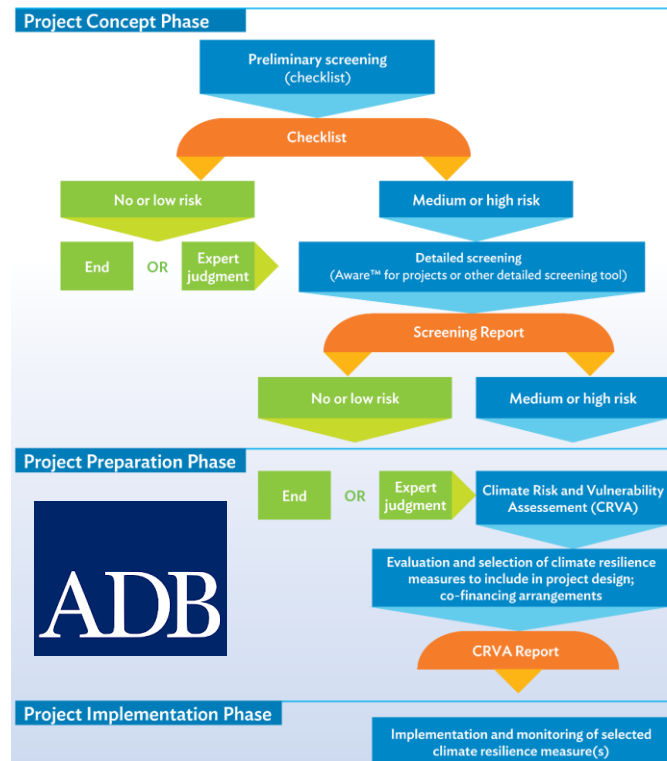 Project Concept Phase
Preliminary screening
(checklist)
Checklist
No or low risk
Medium or high risk
End
OR
Expert
judgment
Detailed screening
(Aware™ for projects or other detailed screening tool)
Screening Report
No or low risk
Medium or high risk
Project Preparation Phase
End
OR
Expert
judgment
Climate Risk and Vulnerability
Assessement (CRVA)
ADB
Evaluation and selection of climate resilience
measures to include in project design;
co-financing arrangements
CRVA Report
Project Implementation Phase
Implementation and monitoring of selected
climate resilience measure(s)